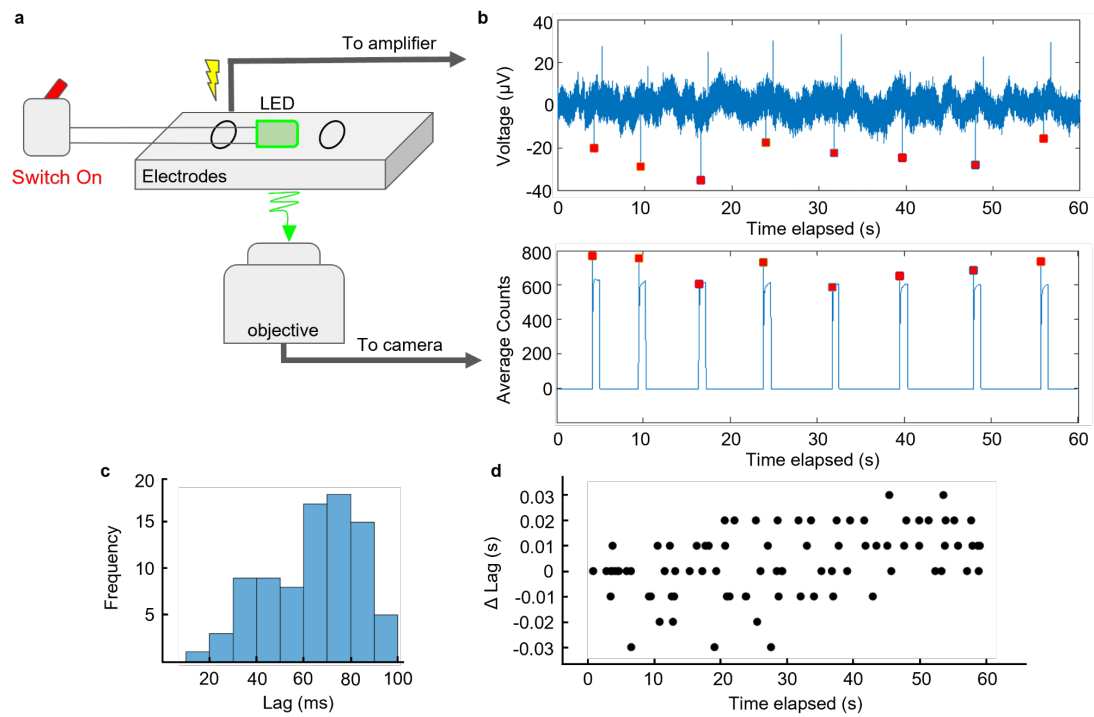 a
To amplifier
LED
Switch On
Electrodes
objective
To camera
b
40
20
0
-20
-40
Voltage (µV)
0 10 20 30 40 50 60
Time elapsed (s)
800
600
400
200
0
Average Counts
0 10 20 30 40 50 60
Time elapsed (s)
c
20
15
10
5
Frequency
20 40 60 80 100
Lag (ms)
d
0.03
0.02
0.01
0
-0.01
-0.02
-0.03
Δ Lag (s)
0 10 20 30 40 50 60
Time elapsed (s)